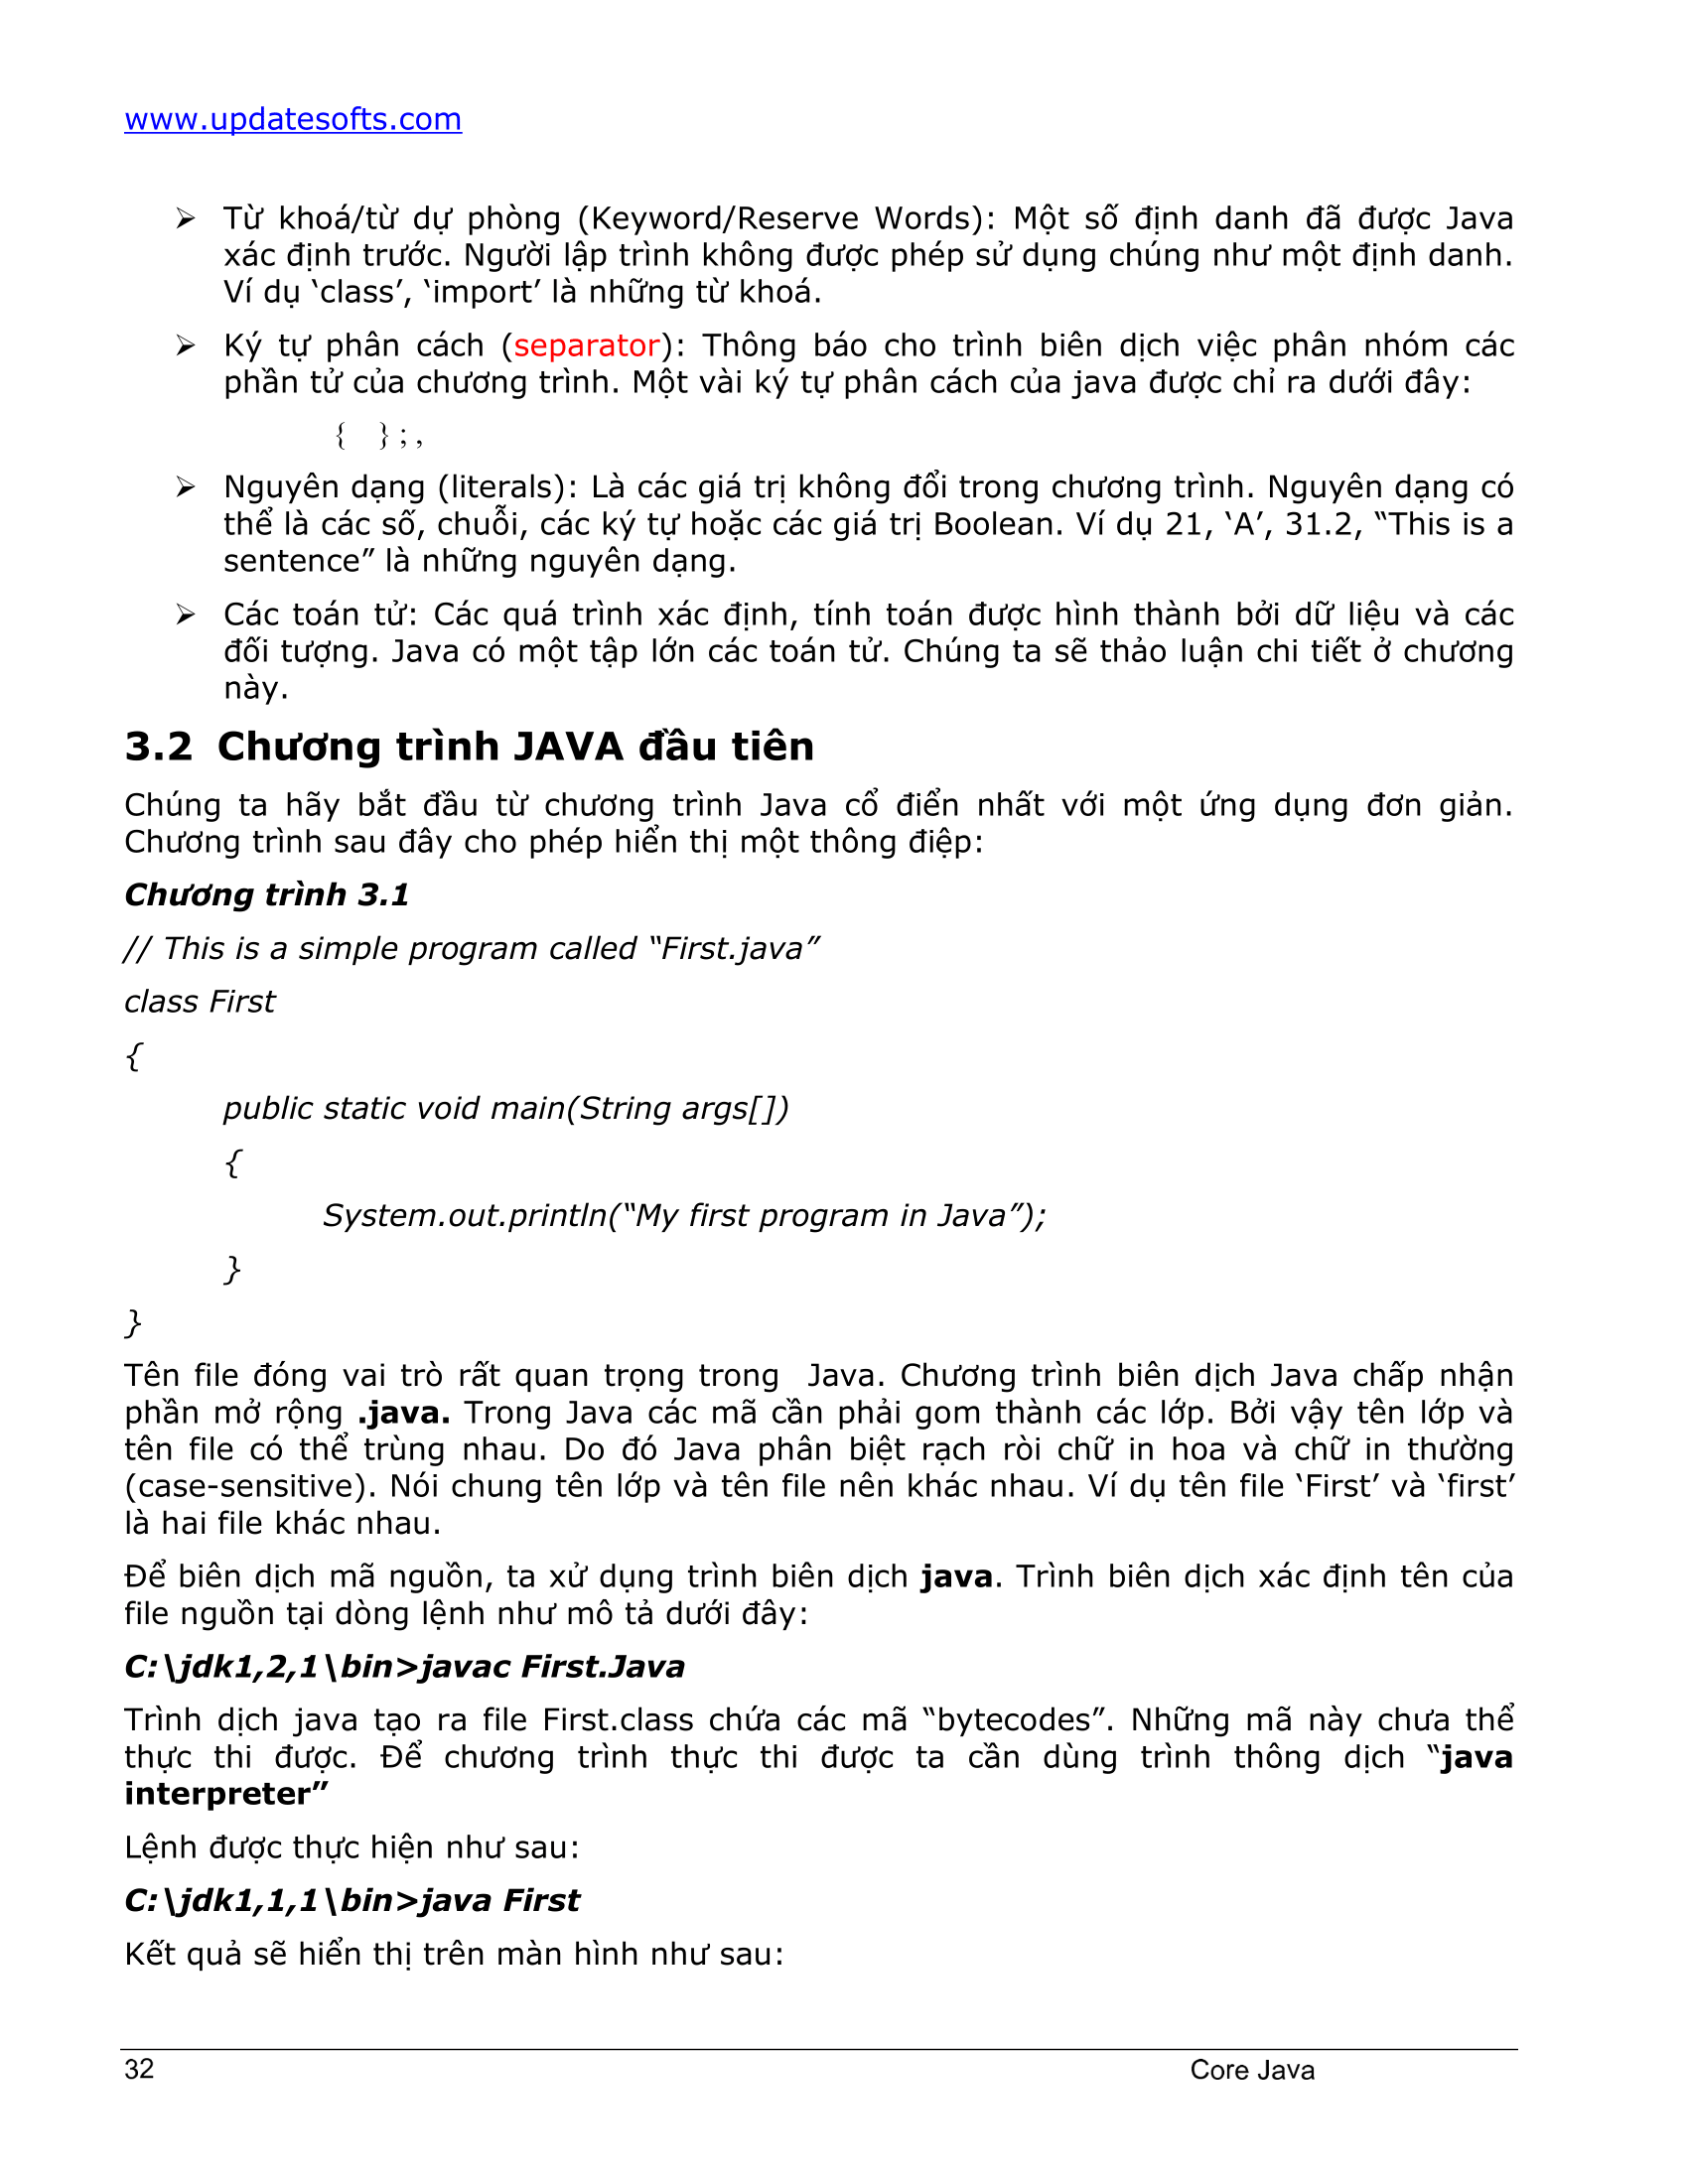 www.updatesofts.com
➢ Từ khoá/từ dự phòng (Keyword/Reserve Words): Một số định danh đã được Java
xác định trước. Người lập trình không được phép sử dụng chúng như một định danh.
Ví dụ ‘class’, ‘import’ là những từ khoá.
➢ Ký tự phân cách (separator): Thông báo cho trình biên dịch việc phân nhóm các
phần tử của chương trình. Một vài ký tự phân cách của java được chỉ ra dưới đây:
{ } ; ,
➢ Nguyên dạng (literals): Là các giá trị không đổi trong chương trình. Nguyên dạng có
thể là các số, chuỗi, các ký tự hoặc các giá trị Boolean. Ví dụ 21, ‘A’, 31.2, “This is a
sentence” là những nguyên dạng.
➢ Các toán tử: Các quá trình xác định, tính toán được hình thành bởi dữ liệu và các
đối tượng. Java có một tập lớn các toán tử. Chúng ta sẽ thảo luận chi tiết ở chương
này.
3.2 Chương trình JAVA đầu tiên
Chúng ta hãy bắt đầu từ chương trình Java cổ điển nhất với một ứng dụng đơn giản.
Chương trình sau đây cho phép hiển thị một thông điệp:
Chương trình 3.1
// This is a simple program called “First.java”
class First
{
public static void main(String args[])
{
System.out.println(“My first program in Java”);
}
}
Tên file đóng vai trò rất quan trọng trong Java. Chương trình biên dịch Java chấp nhận
phần mở rộng .java. Trong Java các mã cần phải gom thành các lớp. Bởi vậy tên lớp và
tên file có thể trùng nhau. Do đó Java phân biệt rạch ròi chữ in hoa và chữ in thường
(case-sensitive). Nói chung tên lớp và tên file nên khác nhau. Ví dụ tên file ‘First’ và ‘first’
là hai file khác nhau.
Để biên dịch mã nguồn, ta xử dụng trình biên dịch java. Trình biên dịch xác định tên của
file nguồn tại dòng lệnh như mô tả dưới đây:
C:\jdk1,2,1\bin>javac First.Java
Trình dịch java tạo ra file First.class chứa các mã “bytecodes”. Những mã này chưa thể
thực thi được. Để chương trình thực thi được ta cần dùng trình thông dịch “java
interpreter”
Lệnh được thực hiện như sau:
C:\jdk1,1,1\bin>java First
Kết quả sẽ hiển thị trên màn hình như sau:
32 Core Java